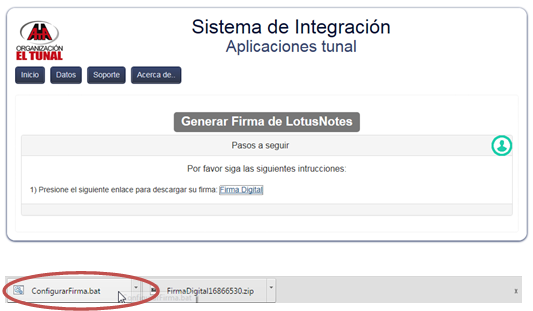 Sistema de Integración
Aplicaciones tunal
ORGANIZACIÓN
EL TUNAL
Inicio
Datos
Soporte
Acerca de..
Generar Firma de LotusNotes
Pasos a seguir
Por favor siga las siguientes intrucciones:
1) Presione el siguiente enlace para descargar su firma: Firma Digital
ConfigurarFirma.bat
FirmaDigital16866530.zip
x